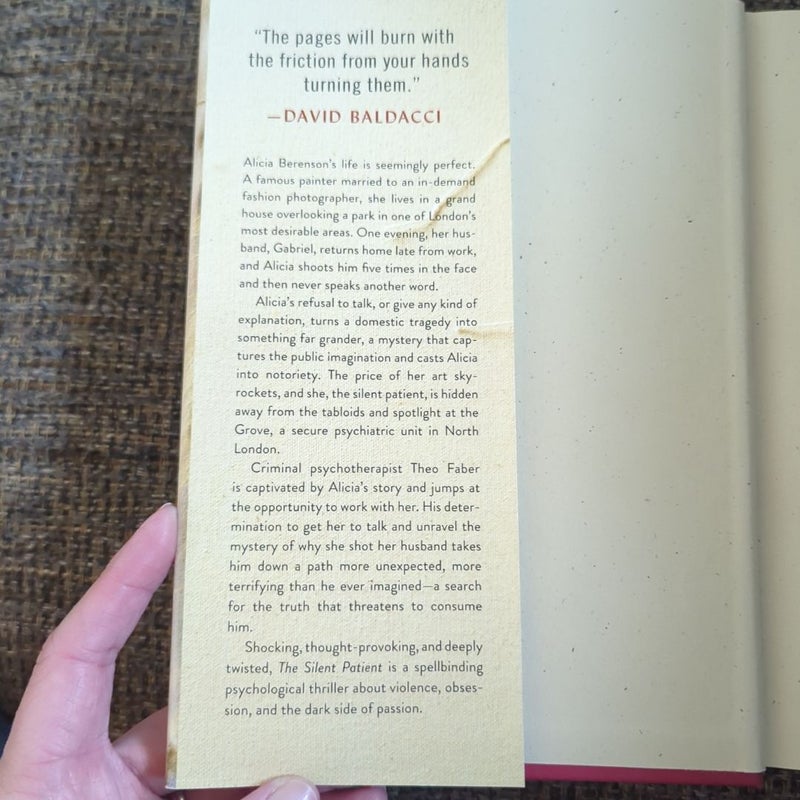 “The pages will burn with
the friction from your hands
turning them.”
—DAVID BALDACCI
Alicia Berenson’s life is seemingly perfect.
A famous painter married to an in-demand
fashion photographer, she lives in a grand
house overlooking a park in one of London’s
most desirable areas. One evening, her hus-
band, Gabriel, returns home late from work,
and Alicia shoots him five times in the face
and then never speaks another word.
Alicia’s refusal to talk, or give any kind of
explanation, turns a domestic tragedy into
something far grander, a mystery that cap-
tures the public imagination and casts Alicia
into notoriety. The price of her art sky-
rockets, and she, the silent patient, is hidden
away from the tabloids and spotlight at the
Grove, a secure psychiatric unit in North
London.
Criminal psychotherapist Theo Faber
is captivated by Alicia’s story and jumps at
the opportunity to work with her. His deter-
mination to get her to talk and unravel the
mystery of why she shot her husband takes
him down a path more unexpected, more
terrifying than he ever imagined—a search
for the truth that threatens to consume
him.
Shocking, thought-provoking, and deeply
twisted, The Silent Patient is a spellbinding
psychological thriller about violence, obses-
sion, and the dark side of passion.